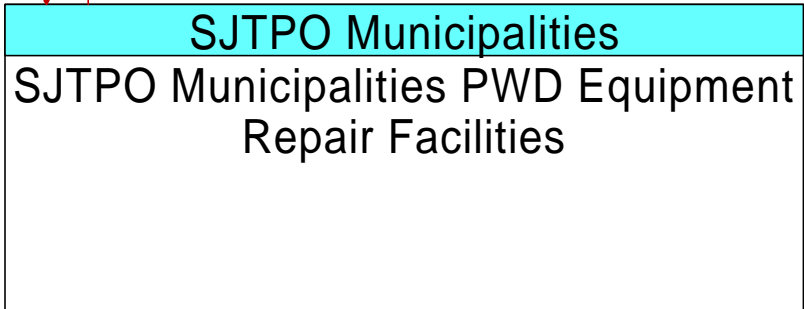 SJTPO Municipalities
SJTPO Municipalities PWD Equipment
Repair Facilities